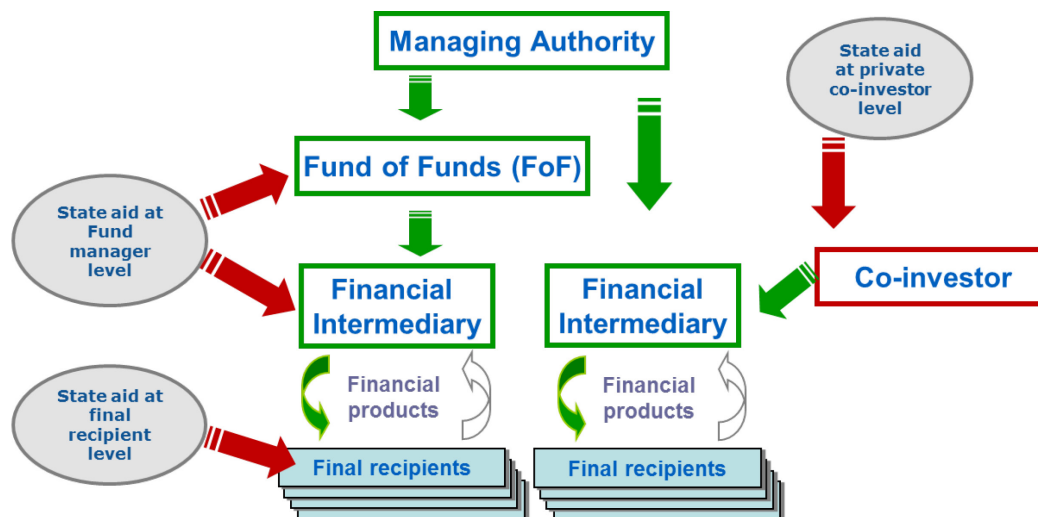 Managing Authority
State aid
at private
co-investor
level
Fund of Funds (FoF)
State aid at
Fund
manager
level
Financial
Intermediary
Financial
Intermediary
Co-investor
Financial
products
Financial
products
State aid at
final
recipient
level
Final recipients
Final recipients